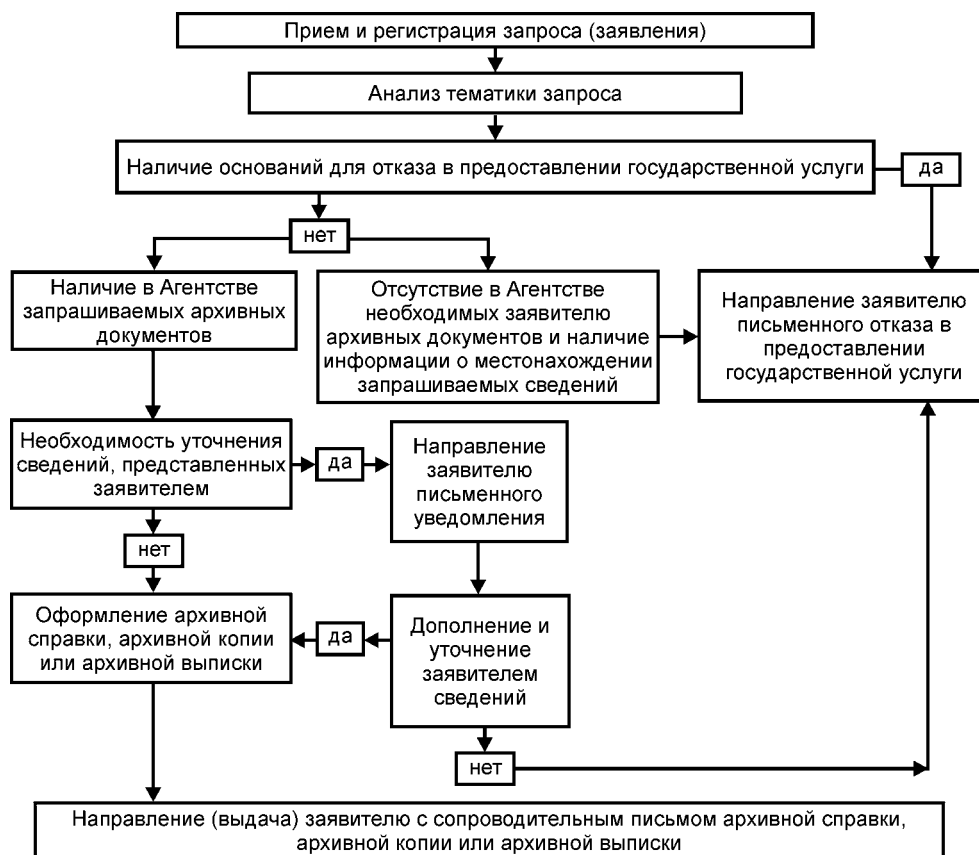 Прием и регистрация запроса (заявления)
Анализ тематики запроса
Наличие оснований для отказа в предоставлении государственной услуги
да
нет
Наличие в Агентстве
запрашиваемых архивных
документов
Отсутствие в Агентстве
необходимых заявителю
архивных документов и наличие
информации о местонахождении
запрашиваемых сведений
Направление заявителю
письменного отказа в
предоставлении
государственной услуги
Необходимость уточнения
сведений, представленных
заявителем
да
Направление
заявителю
письменного
уведомления
нет
Оформление архивной
справки, архивной копии
или архивной выписки
да
Дополнение и
уточнение
заявителем
сведений
нет
Направление (выдача) заявителю с сопроводительным письмом архивной справки,
архивной копии или архивной выписки